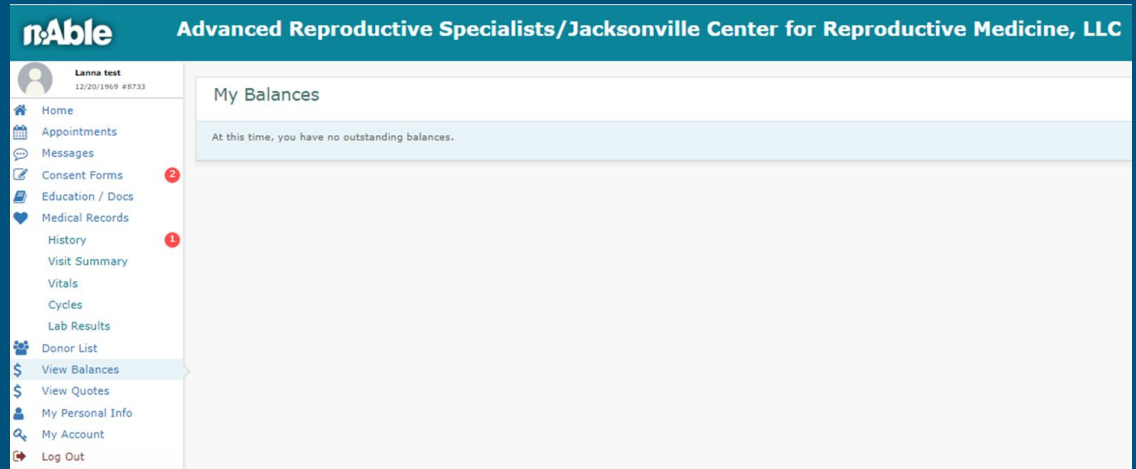 n·Able
Advanced Reproductive Specialists/Jacksonville Center for Reproductive Medicine, LLC
Lanna test
12/20/1969 #8733
Home
Appointments
Messages
Consent Forms 2
Education / Docs
Medical Records
History 1
Visit Summary
Vitals
Cycles
Lab Results
Donor List
$ View Balances
$ View Quotes
My Personal Info
My Account
Log Out
My Balances
At this time, you have no outstanding balances.